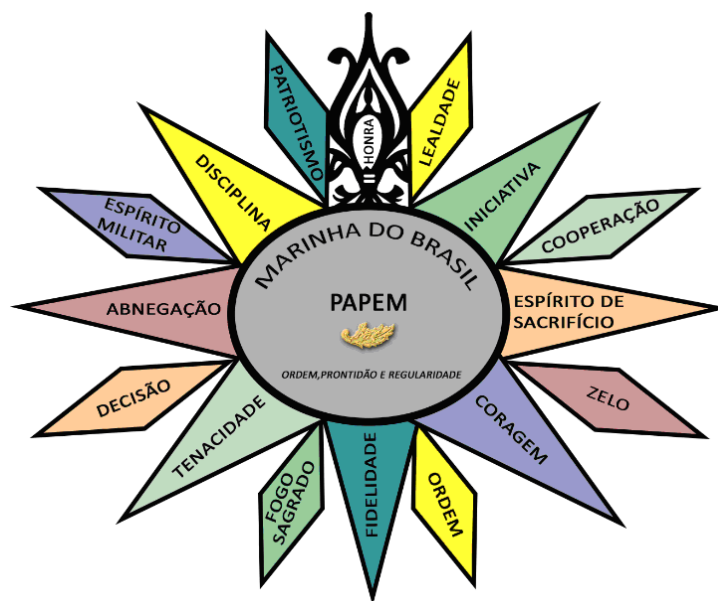 HONRA
LEALDADE
INICIATIVA
COOPERAÇÃO
ESPÍRITO DE
SACRIFÍCIO
ZELO
CORAGEM
ORDEM
FIDELIDADE
FOGO
SAGRADO
TENACIDADE
DECISÃO
ABNEGAÇÃO
ESPÍRITO
MILITAR
DISCIPLINA
PATRIOTISMO
MARINHA DO BRASIL
PAPEM
ORDEM,PRONTIDÃO E REGULARIDADE